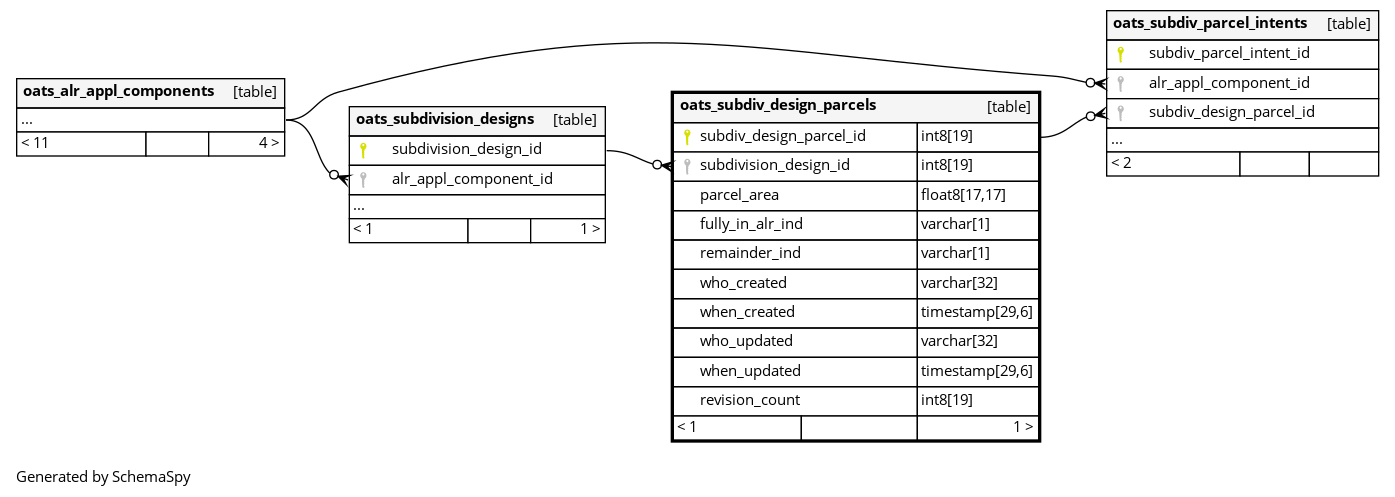 oats_alr_appl_components [table]
...
< 11 4 >
oats_subdivision_designs [table]
subdivision_design_id
alr_appl_component_id
...
< 1 1 >
oats_subdiv_design_parcels [table]
subdiv_design_parcel_id int8[19]
subdivision_design_id int8[19]
parcel_area float8[17,17]
fully_in_alr_ind varchar[1]
remainder_ind varchar[1]
who_created varchar[32]
when_created timestamp[29,6]
who_updated varchar[32]
when_updated timestamp[29,6]
revision_count int8[19]
< 1 1 >
oats_subdiv_parcel_intents [table]
subdiv_parcel_intent_id
alr_appl_component_id
subdiv_design_parcel_id
...
< 2
Generated by SchemaSpy